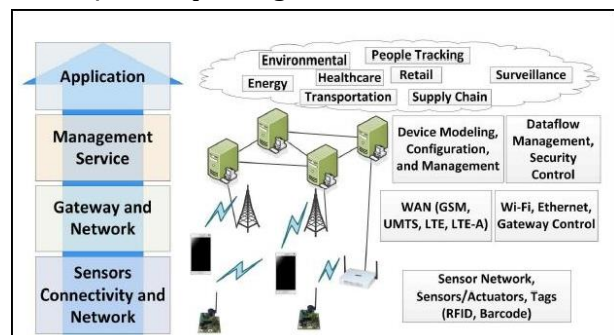 Application
Environmental
People Tracking
Energy
Healthcare
Retail
Surveillance
Transportation
Supply Chain
Management
Service
Device Modeling,
Configuration,
and Management
Dataflow
Management,
Security
Control
Gateway and
Network
WAN (GSM,
UMTS, LTE, LTE-A)
Wi-Fi, Ethernet,
Gateway Control
Sensors
Connectivity and
Network
Sensor Network,
Sensors/Actuators, Tags
(RFID, Barcode)